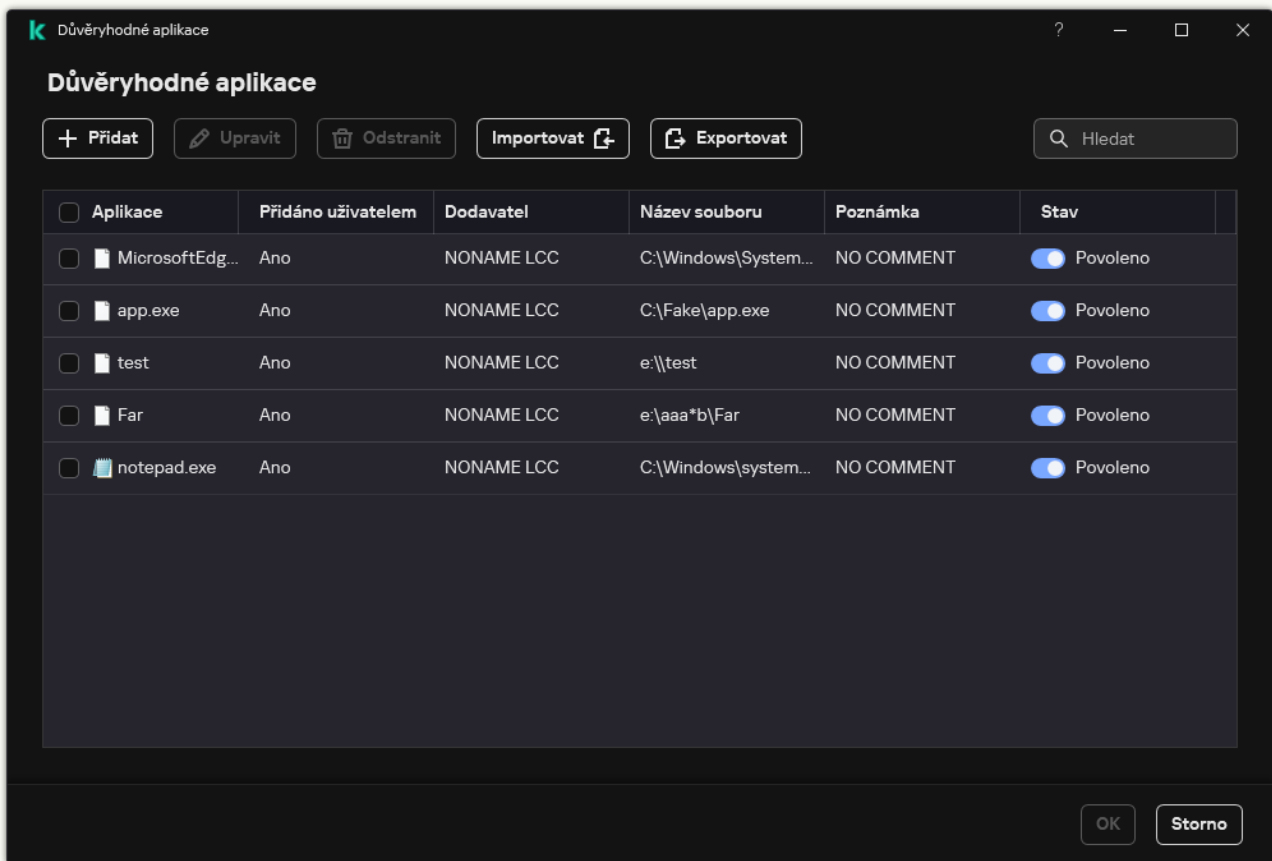 Důvěryhodné aplikace
Důvěryhodné aplikace
Přidat Upravit Odstranit Importovat Exportovat Hledat
Aplikace Přidáno uživatelem Dodavatel Název souboru Poznámka Stav
MicrosoftEdg... Ano NONAME LCC C:\Windows\System... NO COMMENT Povoleno
app.exe Ano NONAME LCC C:\Fake\app.exe NO COMMENT Povoleno
test Ano NONAME LCC e:\\test NO COMMENT Povoleno
Far Ano NONAME LCC e:\aaa*b\Far NO COMMENT Povoleno
notepad.exe Ano NONAME LCC C:\Windows\system... NO COMMENT Povoleno
OK Storno